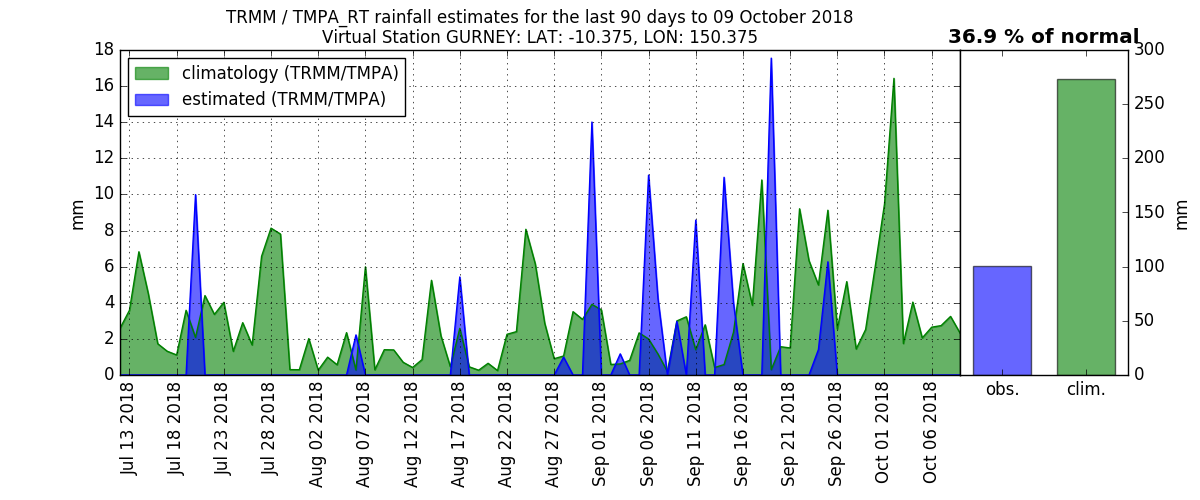 TRMM / TMPA_RT rainfall estimates for the last 90 days to 09 October 2018
Virtual Station GURNEY: LAT: -10.375, LON: 150.375
36.9 % of normal
climatology (TRMM/TMPA)
estimated (TRMM/TMPA)
mm
18
16
14
12
10
8
6
4
2
0
Jul 13 2018
Jul 18 2018
Jul 23 2018
Jul 28 2018
Aug 02 2018
Aug 07 2018
Aug 12 2018
Aug 17 2018
Aug 22 2018
Aug 27 2018
Sep 01 2018
Sep 06 2018
Sep 11 2018
Sep 16 2018
Sep 21 2018
Sep 26 2018
Oct 01 2018
Oct 06 2018
300
250
200
150
100
50
0
mm
obs.
clim.